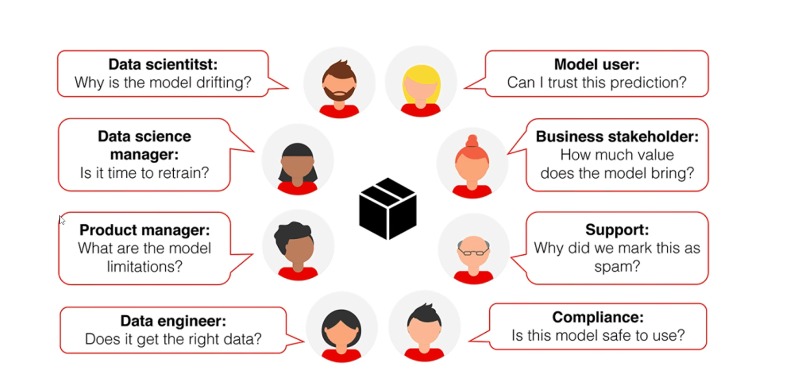 Data scientitst:
Why is the model drifting?
Model user:
Can I trust this prediction?
Data science
manager:
Is it time to retrain?
Business stakeholder:
How much value
does the model bring?
Product manager:
What are the model
limitations?
Support:
Why did we mark this as
spam?
Data engineer:
Does it get the right data?
Compliance:
Is this model safe to use?